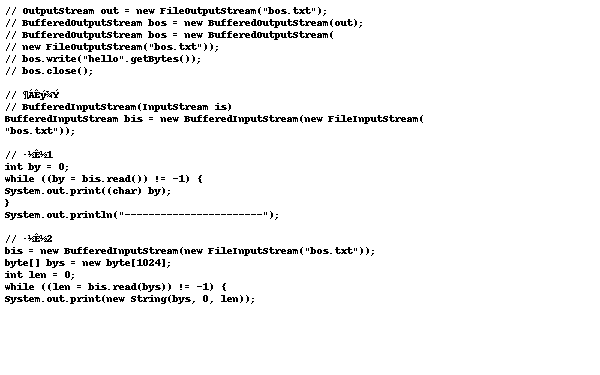 // OutputStream out = new FileOutputStream("bos.txt");
// BufferedOutputStream bos = new BufferedOutputStream(out);
// BufferedOutputStream bos = new BufferedOutputStream(
// new FileOutputStream("bos.txt"));
// bos.write("hello".getBytes());
// bos.close();
//
// BufferedInputStream(InputStream is)
BufferedInputStream bis = new BufferedInputStream(new FileInputStream(
"bos.txt"));
// ·½Ê½1
int by = 0;
while ((by = bis.read()) != -1) {
System.out.print((char) by);
}
System.out.println("-----------------------");
// ·½Ê½2
bis = new BufferedInputStream(new FileInputStream("bos.txt"));
byte[] bys = new byte[1024];
int len = 0;
while ((len = bis.read(bys)) != -1) {
System.out.print(new String(bys, 0, len));